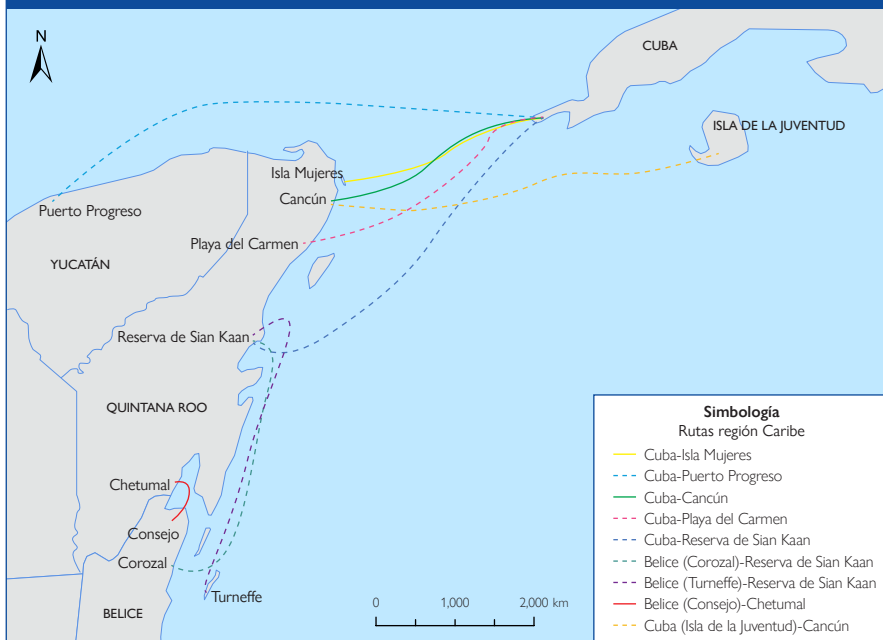 N
CUBA
ISLA DE LA JUVENTUD
Isla Mujeres
Cancún
Puerto Progreso
Playa del Carmen
YUCATÁN
Reserva de Sian Kaan
QUINTANA ROO
Chetumal
Consejo
Corozal
Turneffe
BELICE
0 1,000 2,000 km
Simbología
Rutas región Caribe
Cuba-Isla Mujeres
Cuba-Puerto Progreso
Cuba-Cancún
Cuba-Playa del Carmen
Cuba-Reserva de Sian Kaan
Belice (Corozal)-Reserva de Sian Kaan
Belice (Turneffe)-Reserva de Sian Kaan
Belice (Consejo)-Chetumal
Cuba (Isla de la Juventud)-Cancún